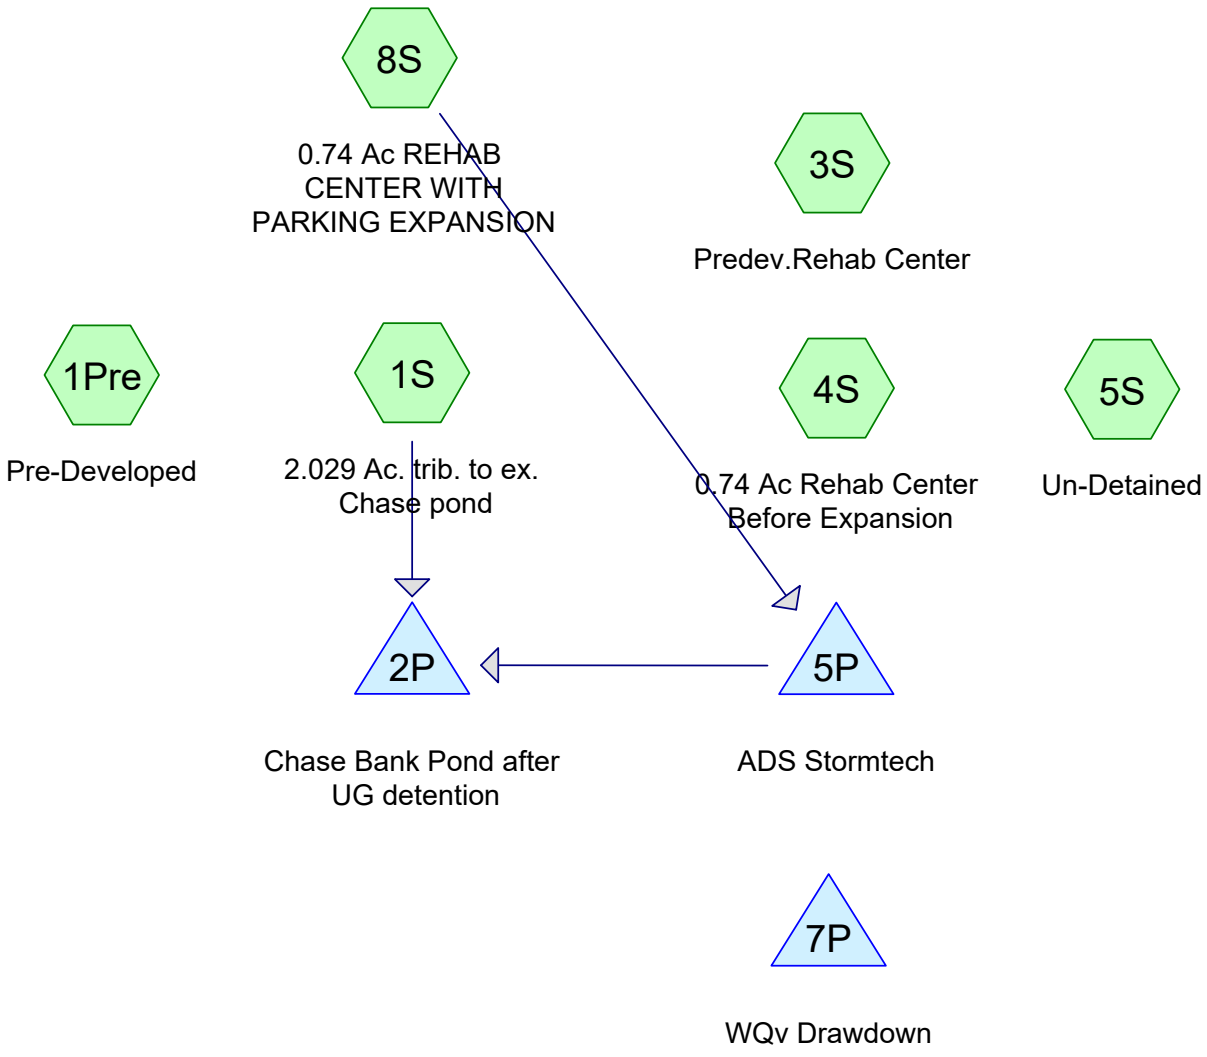 8S
0.74 Ac REHAB
CENTER WITH
PARKING EXPANSION
3S
Predev.Rehab Center
1Pre
Pre-Developed
1S
2.029 Ac. trib. to ex.
Chase pond
4S
0.74 Ac Rehab Center
Before Expansion
5S
Un-Detained
2P
Chase Bank Pond after
UG detention
5P
ADS Stormtech
7P
WQv Drawdown